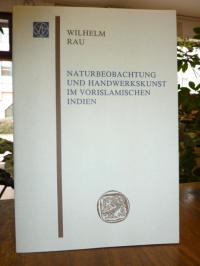 WILHELM
RAU
NATURBEOBACHTUNG
UND HANDWERKSKUNST
IM VORISLAMISCHEN
INDIEN